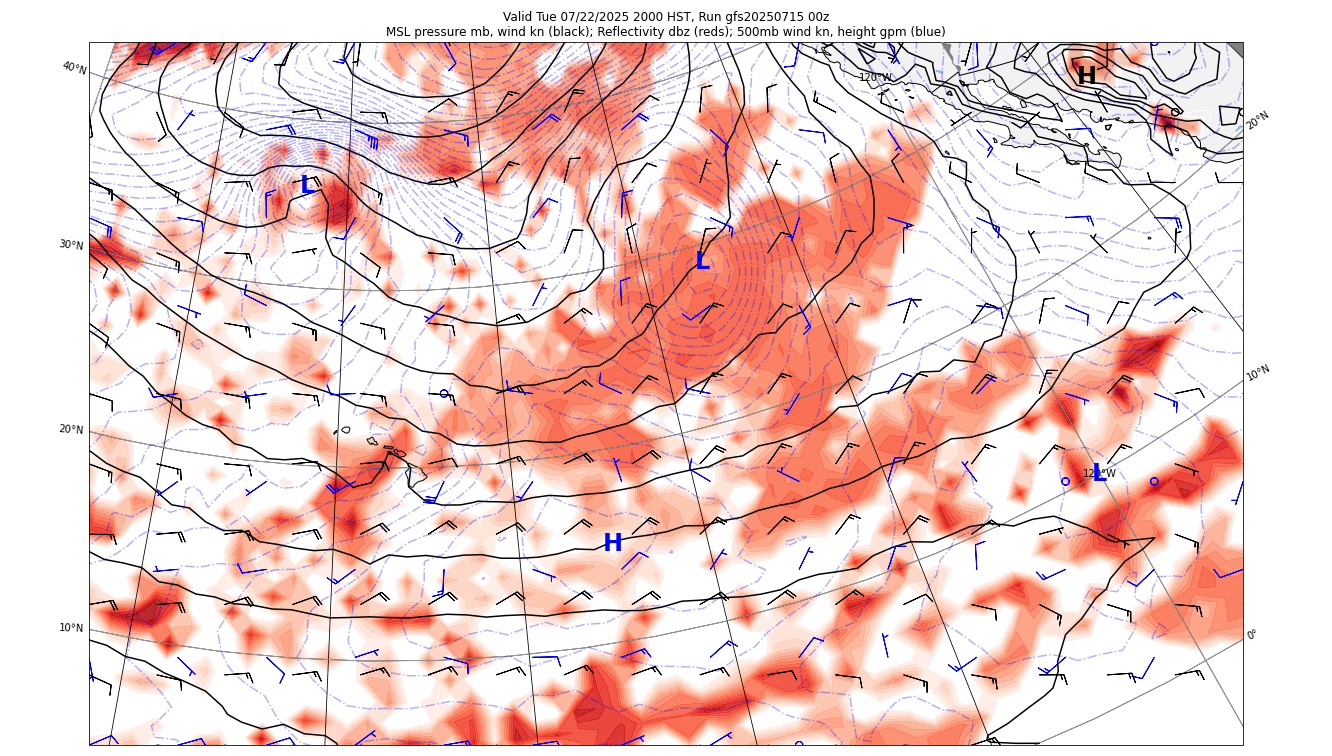 Valid Tue 07/22/2025 2000 HST, Run gfs20250715 00z
MSL pressure mb, wind kn (black); Reflectivity dbz (reds); 500mb wind kn, height gpm (blue)
40°N
120°W
H
20°N
L
30°N
L
10°N
20°N
L
120°W
H
10°N
0°